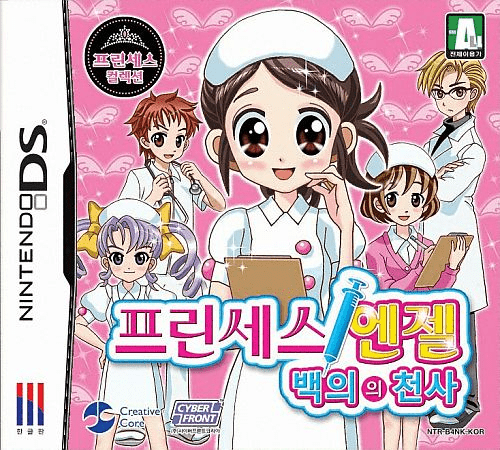 프린세스
컬렉션
ALL
전체이용가
NINTENDO DS
프린세스 엔젤
백의의 천사
한글판
Creative
Core
CYBER
FRONT
NTR-B4NK-KOR